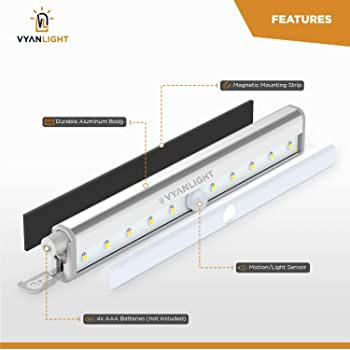 VYANLIGHT
FEATURES
Magnetic Mounting Strip
Durable Aluminum Body
VYANLIGHT
Motion/Light Sensor
4x AAA Batteries (not included)